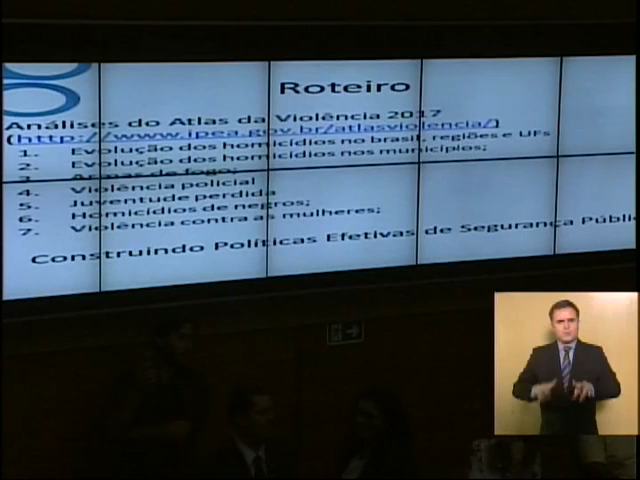 Roteiro
Análises do Atlas da Violência 2017
(http://www.ipea.gov.br/atlasviolencia/)
1. Evolução dos homicídios no brasil, regiões e UFs
2. Evolução dos homicídios nos municípios;
3. Armas de fogo;
4. Violência policial
5. Juventude perdida
6. Homicídios de negros;
7. Violência contra as mulheres;
Construindo Políticas Efetivas de Segurança Públi